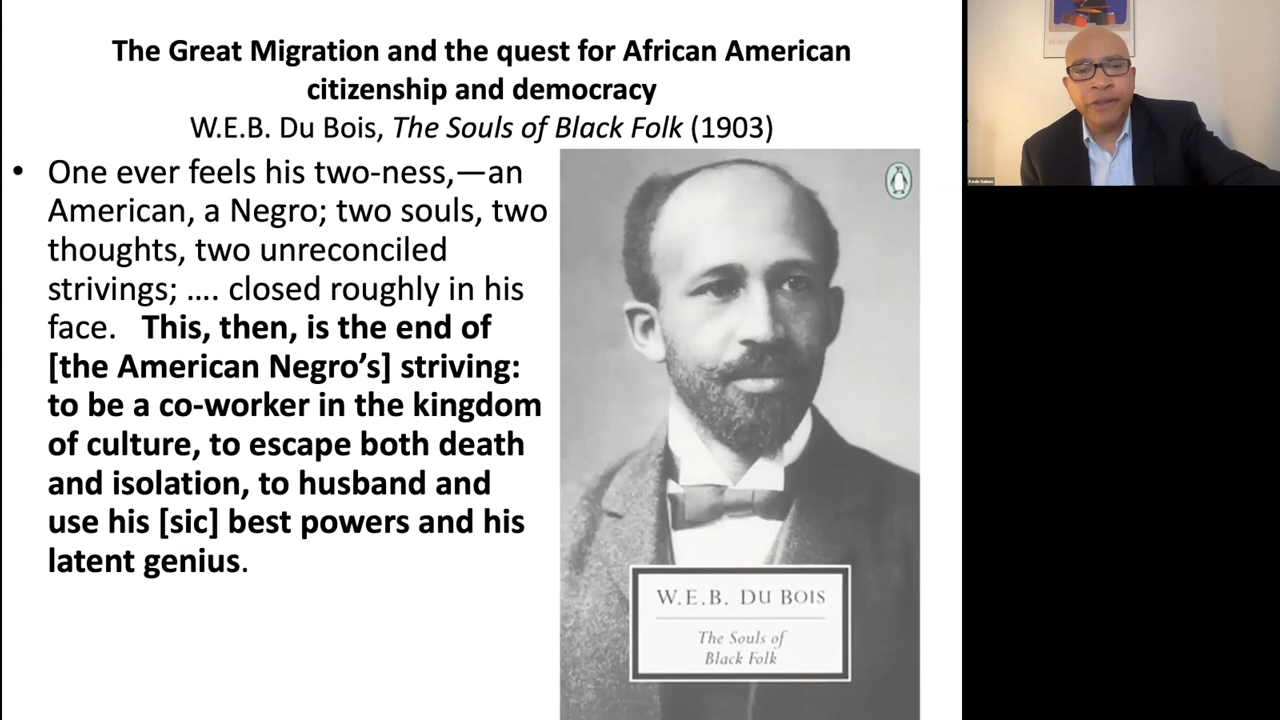 The Great Migration and the quest for African American
citizenship and democracy
W.E.B. Du Bois, The Souls of Black Folk (1903)
• One ever feels his two-ness,—an
American, a Negro; two souls, two
thoughts, two unreconciled
strivings; …. closed roughly in his
face. This, then, is the end of
[the American Negro’s] striving:
to be a co-worker in the kingdom
of culture, to escape both death
and isolation, to husband and
use his [sic] best powers and his
latent genius.
W.E.B. DU BOIS
The Souls of
Black Folk
Kevin Gaines